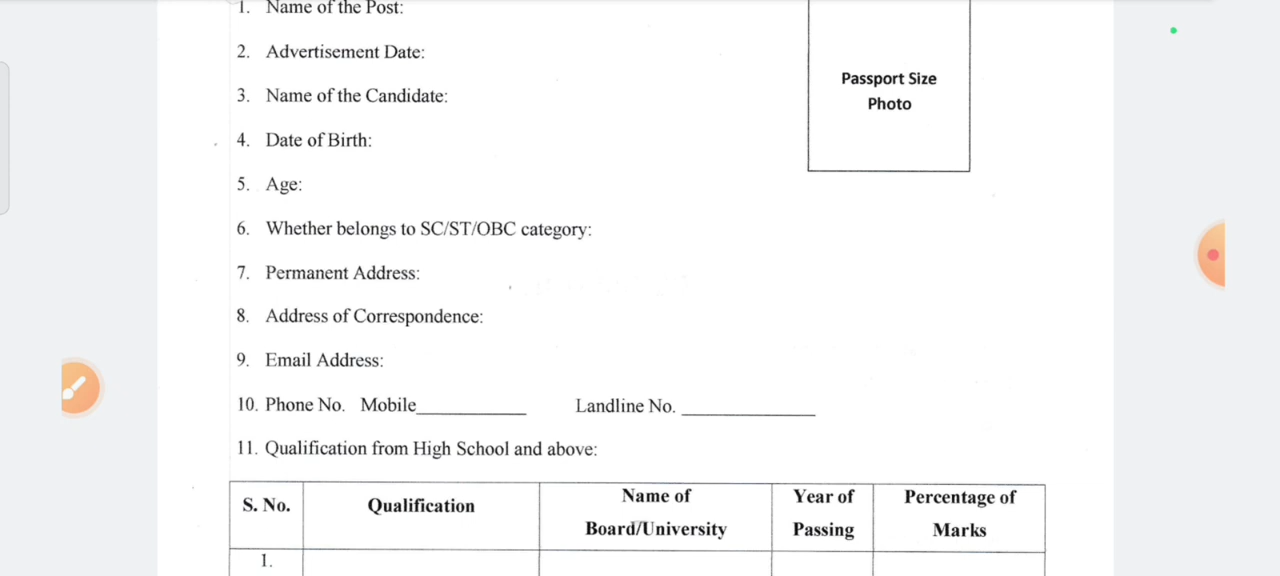 1. Name of the Post:
Passport Size
Photo
2. Advertisement Date:
3. Name of the Candidate:
4. Date of Birth:
5. Age:
6. Whether belongs to SC/ST/OBC category:
7. Permanent Address:
8. Address of Correspondence:
9. Email Address:
10. Phone No. Mobile__________ Landline No. ____________
11. Qualification from High School and above:
S. No. Qualification Name of Board/University Year of Passing Percentage of Marks
1.